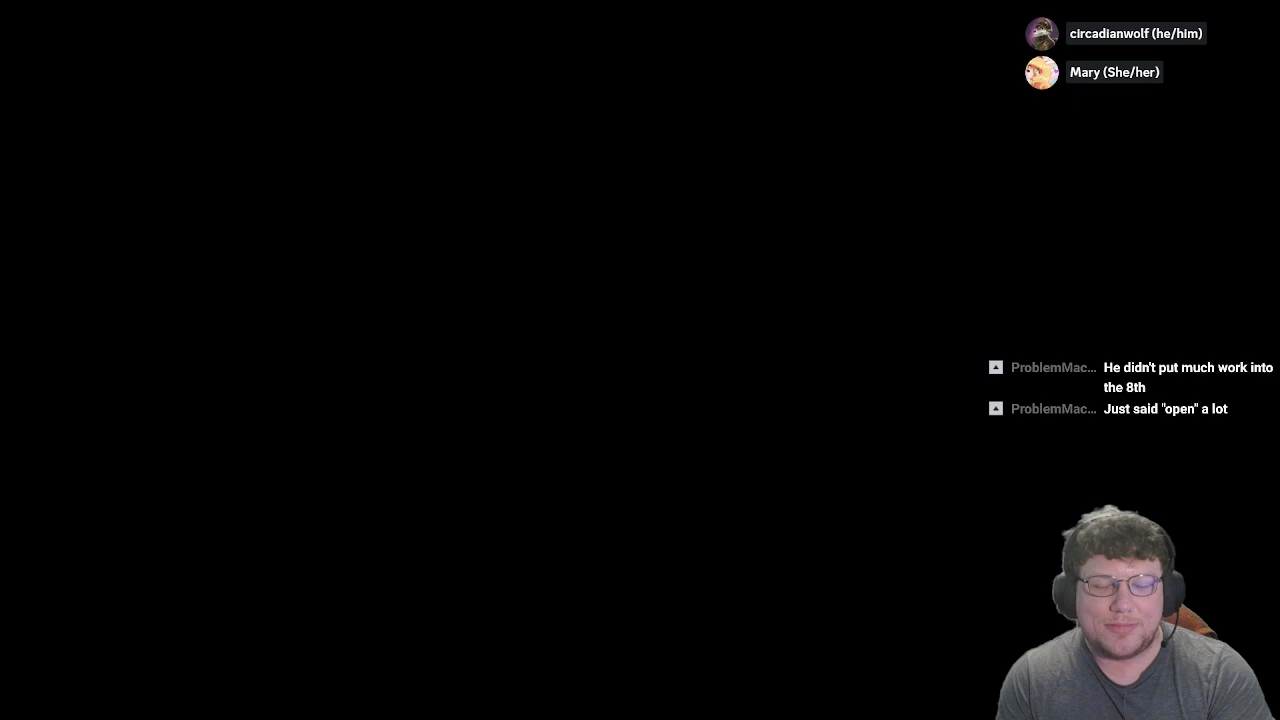 circadianwolf (he/him)
Mary (She/her)
ProblemMac... He didn't put much work into
the 8th
ProblemMac... Just said "open" a lot